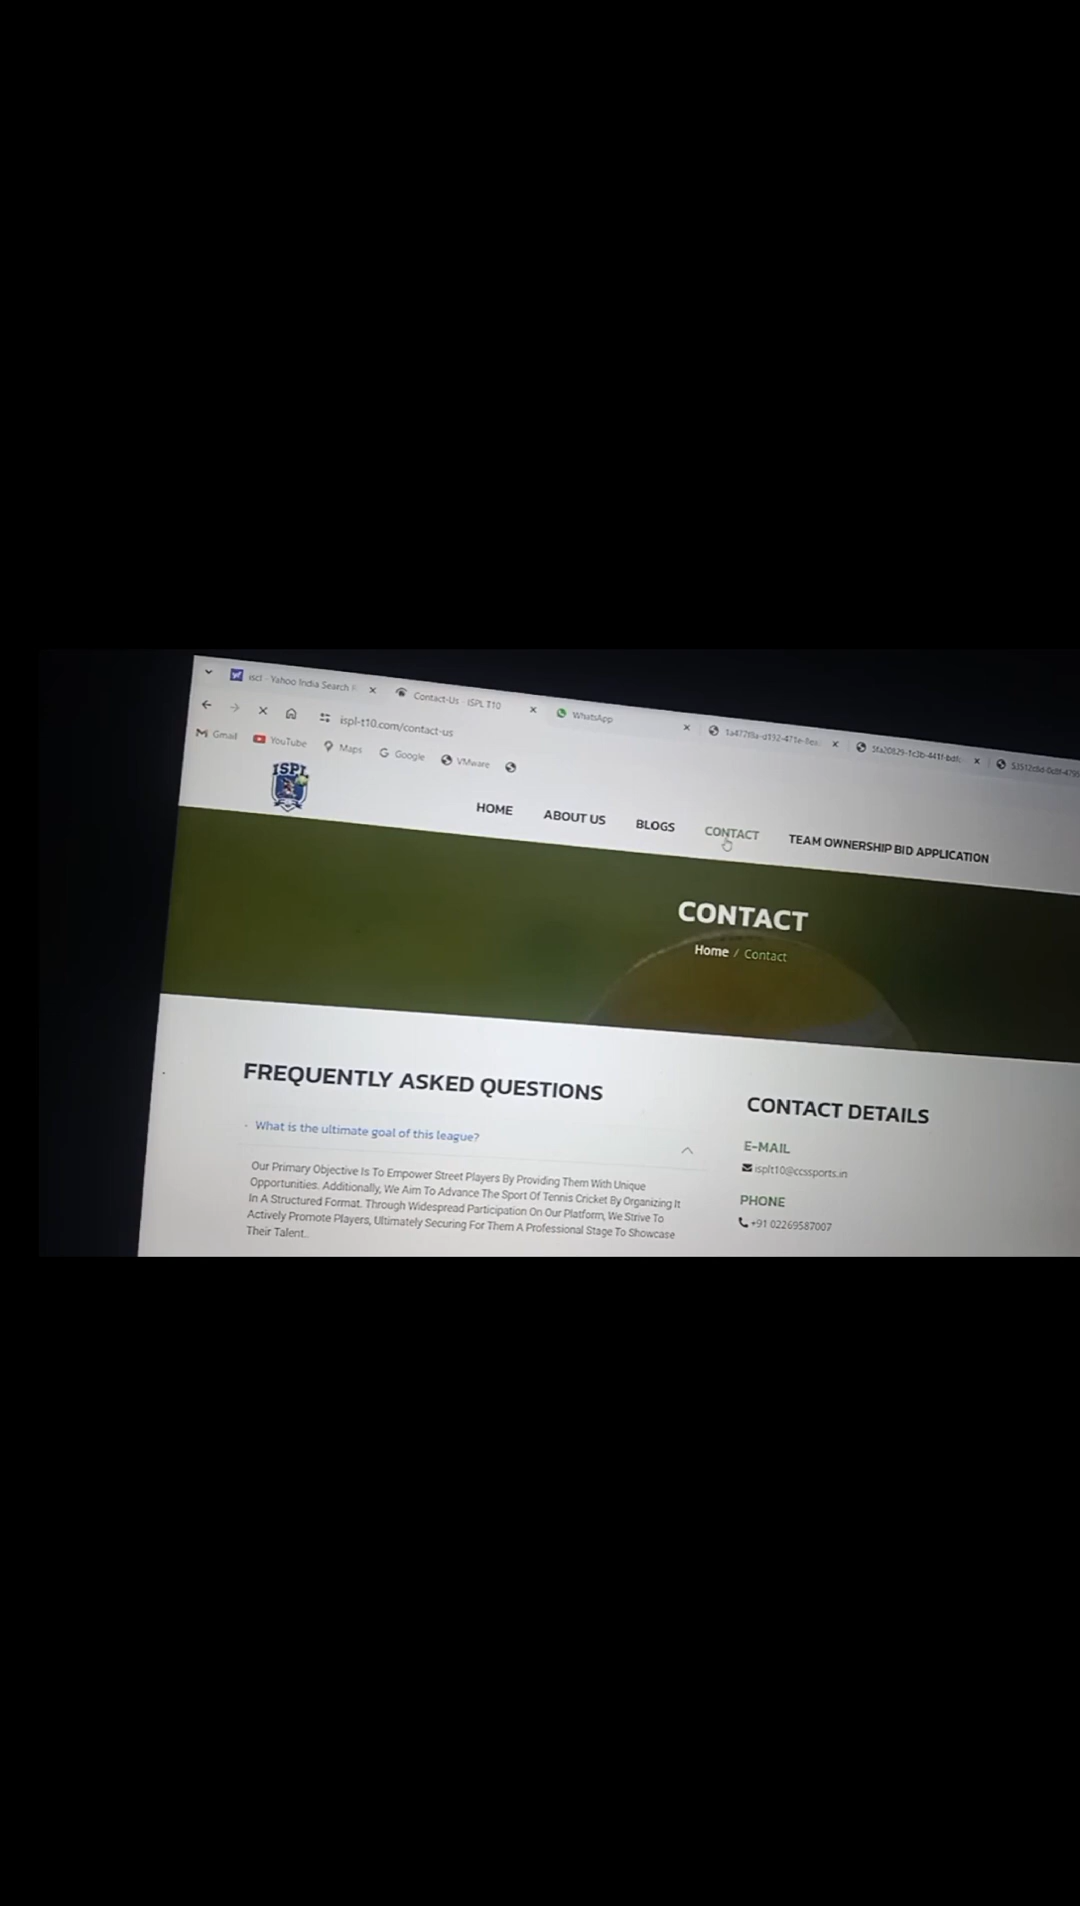 iscl - Yahoo India Search
Contact-Us - ISPL T10
WhatsApp
ispl-t10.com/contact-us
Gmail
YouTube
Maps
Google
VMware
ISPL
HOME
ABOUT US
BLOGS
CONTACT
TEAM OWNERSHIP BID APPLICATION
CONTACT
Home / Contact
FREQUENTLY ASKED QUESTIONS
What is the ultimate goal of this league?
Our Primary Objective Is To Empower Street Players By Providing Them With Unique
Opportunities. Additionally, We Aim To Advance The Sport Of Tennis Cricket By Organizing It
In A Structured Format. Through Widespread Participation On Our Platform, We Strive To
Actively Promote Players, Ultimately Securing For Them A Professional Stage To Showcase
Their Talent.
CONTACT DETAILS
E-MAIL
isplt10@ccssports.in
PHONE
+91 02269587007